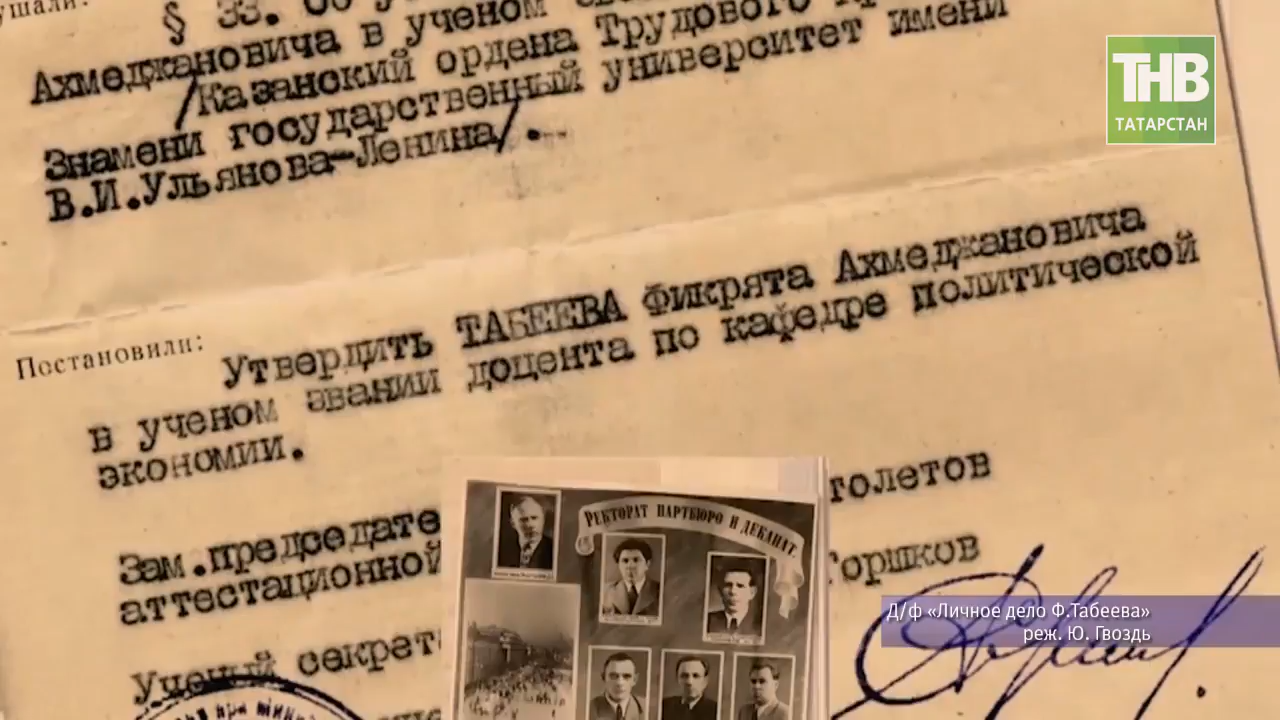 § 33.
Ахмеджановича в ученом
/Казанский ордена Трудового
Знамени государственный университет имени
В.И.Ульянова-Ленина/.
ТНВ
ТАТАРСТАН
Постановили:
Утвердить ТАБЕЕВА Фикрята Ахмеджановича
в ученом звании доцента по кафедре политической
экономии.
Зам.председате толетов
аттестационной Горшков
Ученый секрет
РЕКТОРАТ ПАРТБЮРО И ДЕКАНАТ.
Д/ф «Личное дело Ф.Табеева»
реж. Ю. Гвоздь